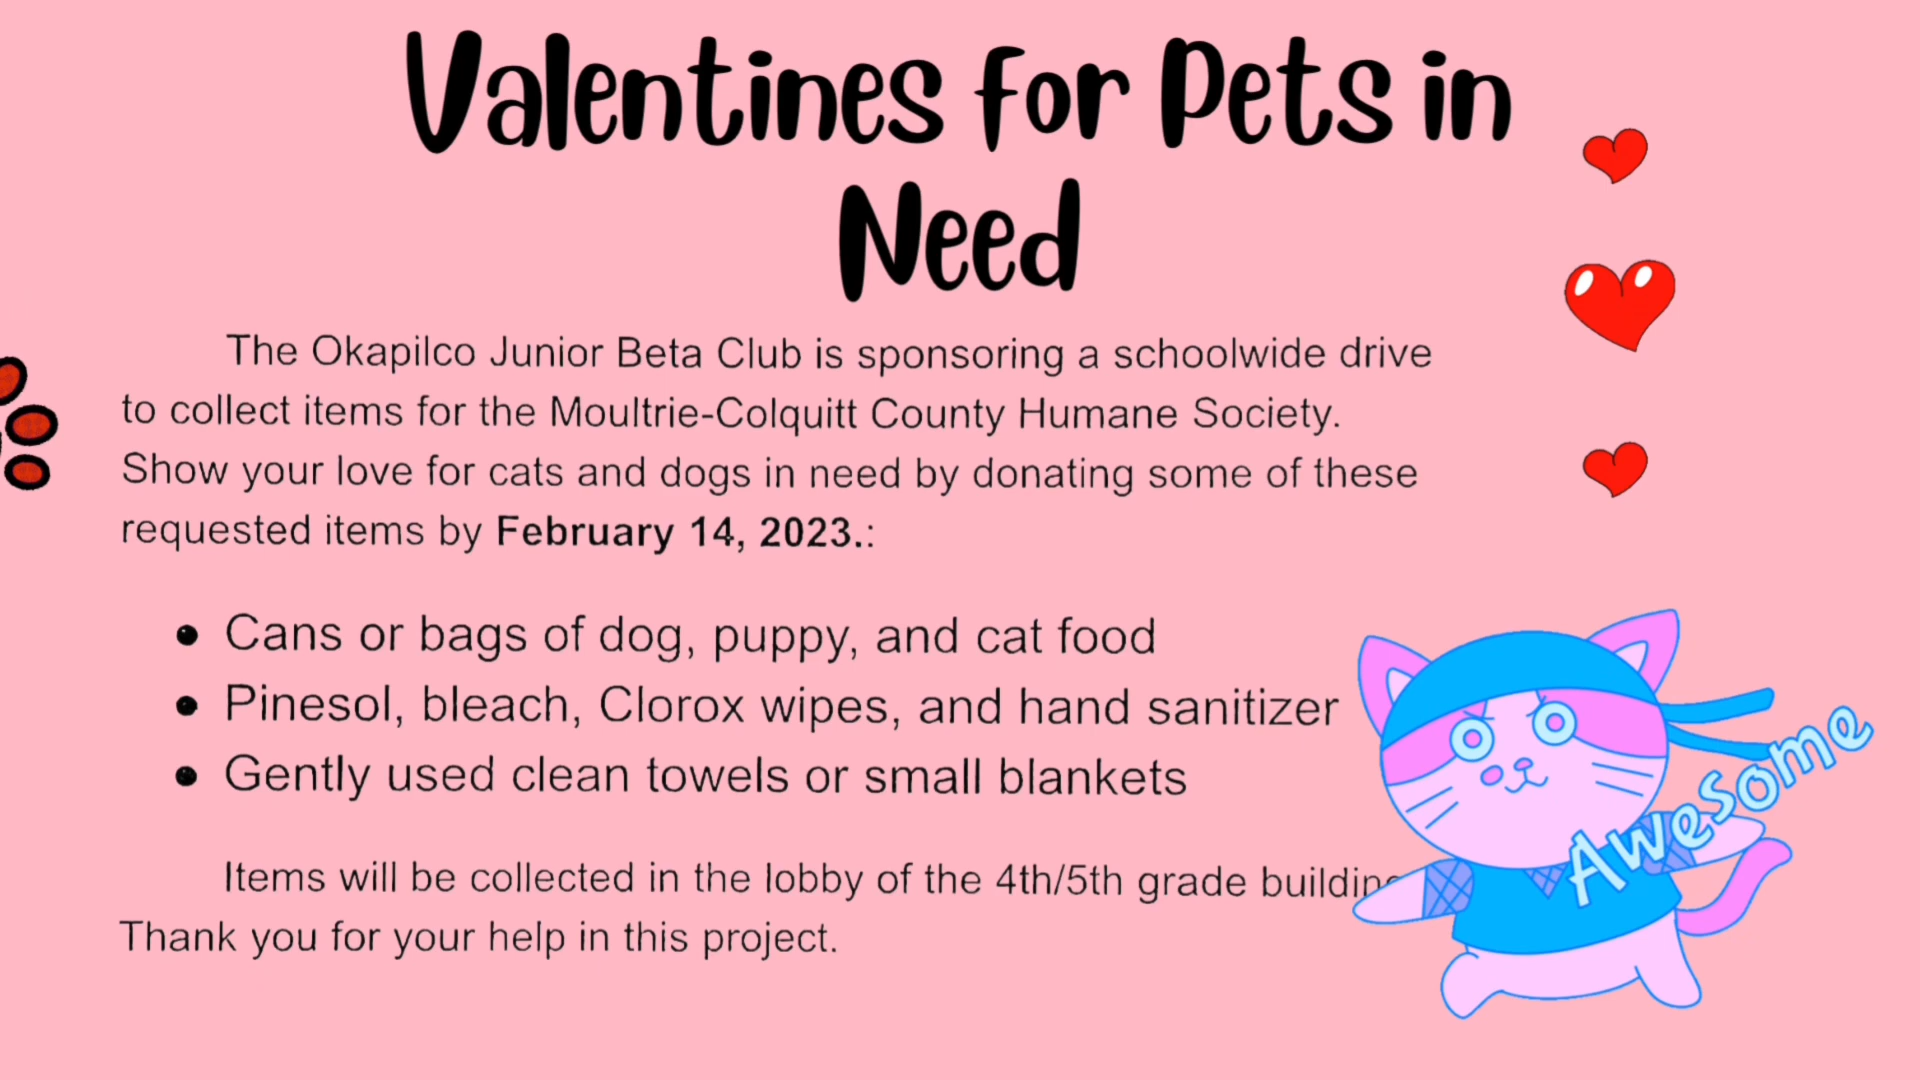 Valentines for Pets in
Need
The Okapilco Junior Beta Club is sponsoring a schoolwide drive
to collect items for the Moultrie-Colquitt County Humane Society.
Show your love for cats and dogs in need by donating some of these
requested items by February 14, 2023.:
• Cans or bags of dog, puppy, and cat food
• Pinesol, bleach, Clorox wipes, and hand sanitizer
• Gently used clean towels or small blankets
Awesome
Items will be collected in the lobby of the 4th/5th grade building
Thank you for your help in this project.